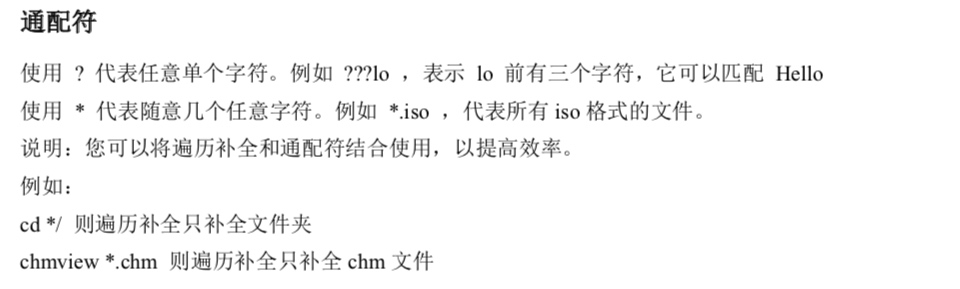 通配符
使用 ? 代表任意单个字符。例如 ???lo ，表示 lo 前有三个字符，它可以匹配 Hello
使用 * 代表随意几个任意字符。例如 *.iso ，代表所有 iso 格式的文件。
说明：您可以将遍历补全和通配符结合使用，以提高效率。
例如：
cd */ 则遍历补全只补全文件夹
chmview *.chm 则遍历补全只补全 chm 文件